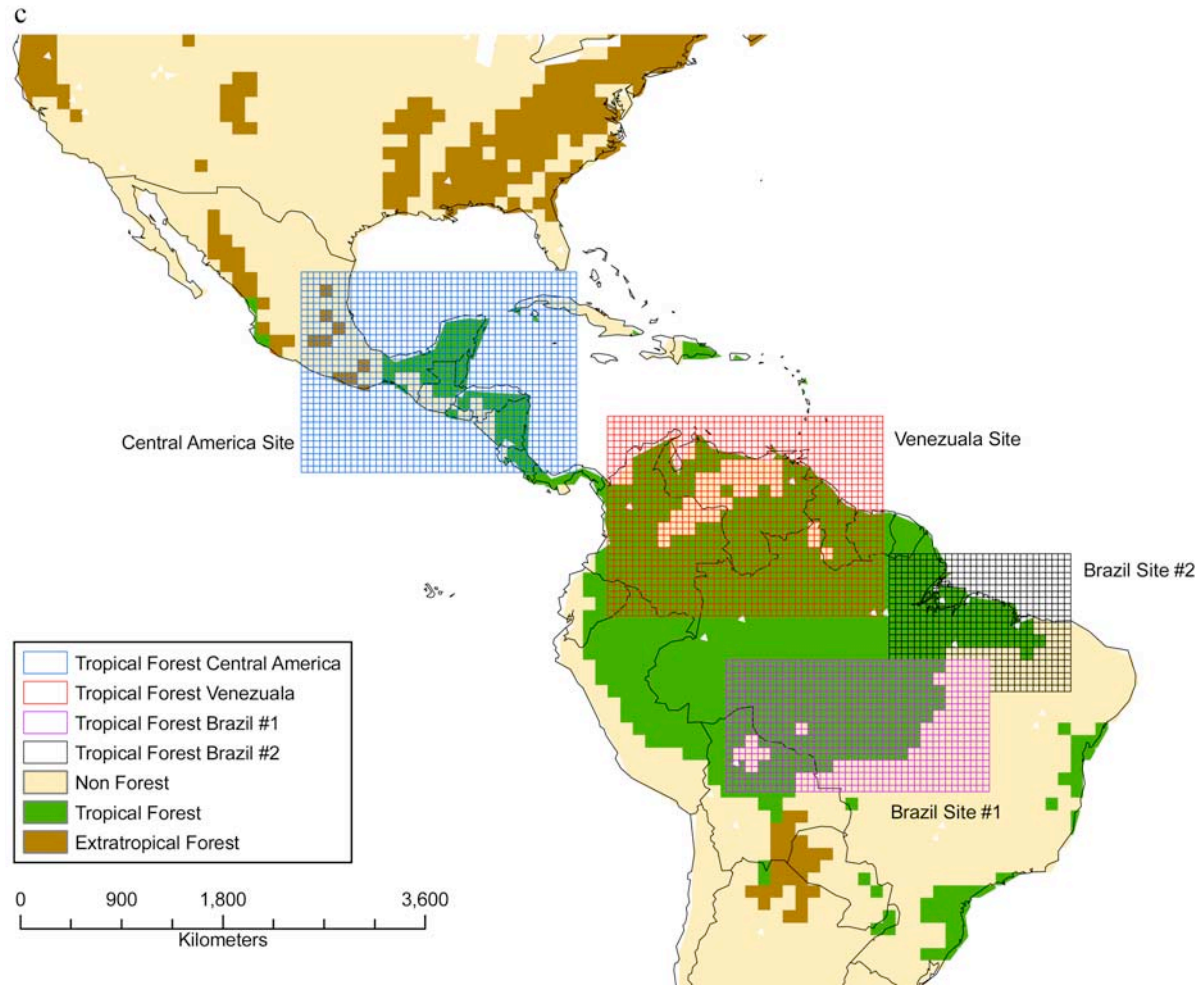 c
Central America Site
Venezuala Site
Brazil Site #2
Brazil Site #1
Tropical Forest Central America
Tropical Forest Venezuala
Tropical Forest Brazil #1
Tropical Forest Brazil #2
Non Forest
Tropical Forest
Extratropical Forest
0 900 1,800 3,600
Kilometers